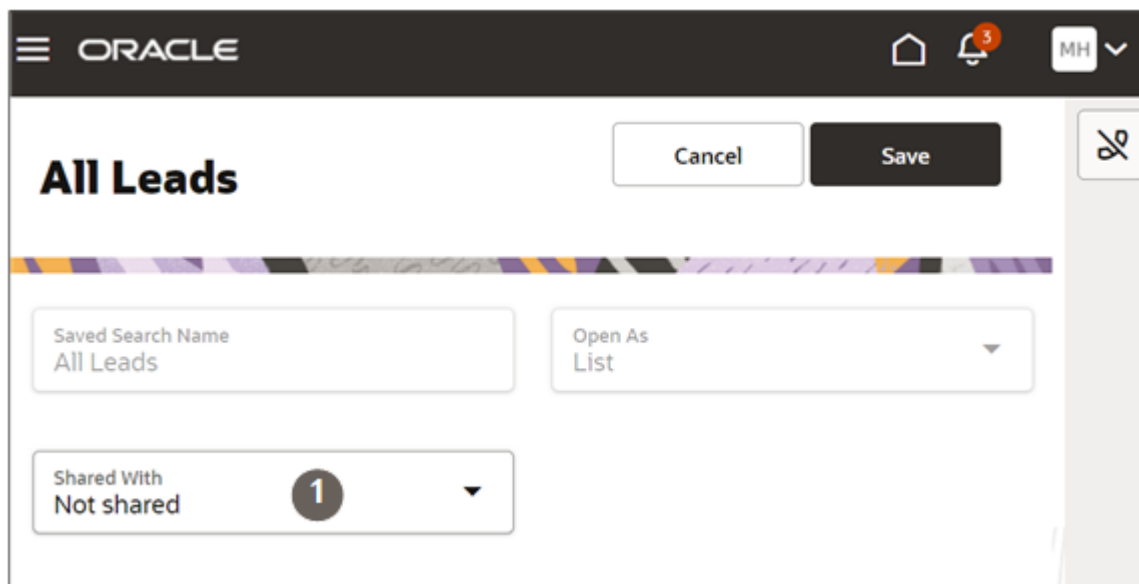 ORACLE
3
MH
All Leads
Cancel
Save
Saved Search Name
All Leads
Open As
List
Shared With
Not shared
1